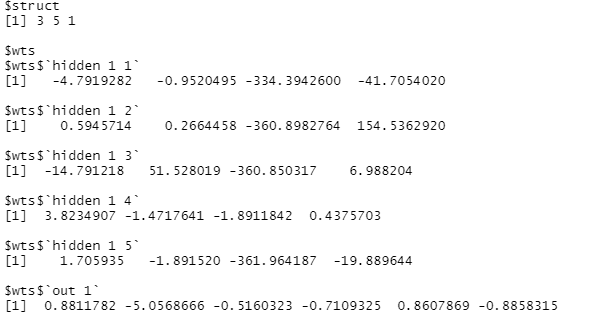 $struct
[1] 3 5 1
$wts
$wts$`hidden 1 1`
[1]   -4.7919282   -0.9520495 -334.3942600  -41.7054020
$wts$`hidden 1 2`
[1]    0.5945714    0.2664458 -360.8982764  154.5362920
$wts$`hidden 1 3`
[1] -14.791218   51.528019 -360.850317    6.988204
$wts$`hidden 1 4`
[1]  3.8234907 -1.4717641 -1.8911842  0.4375703
$wts$`hidden 1 5`
[1]    1.705935   -1.891520 -361.964187  -19.889644
$wts$`out 1`
[1]  0.8811782 -5.0568666 -0.5160323 -0.7109325  0.8607869 -0.8858315